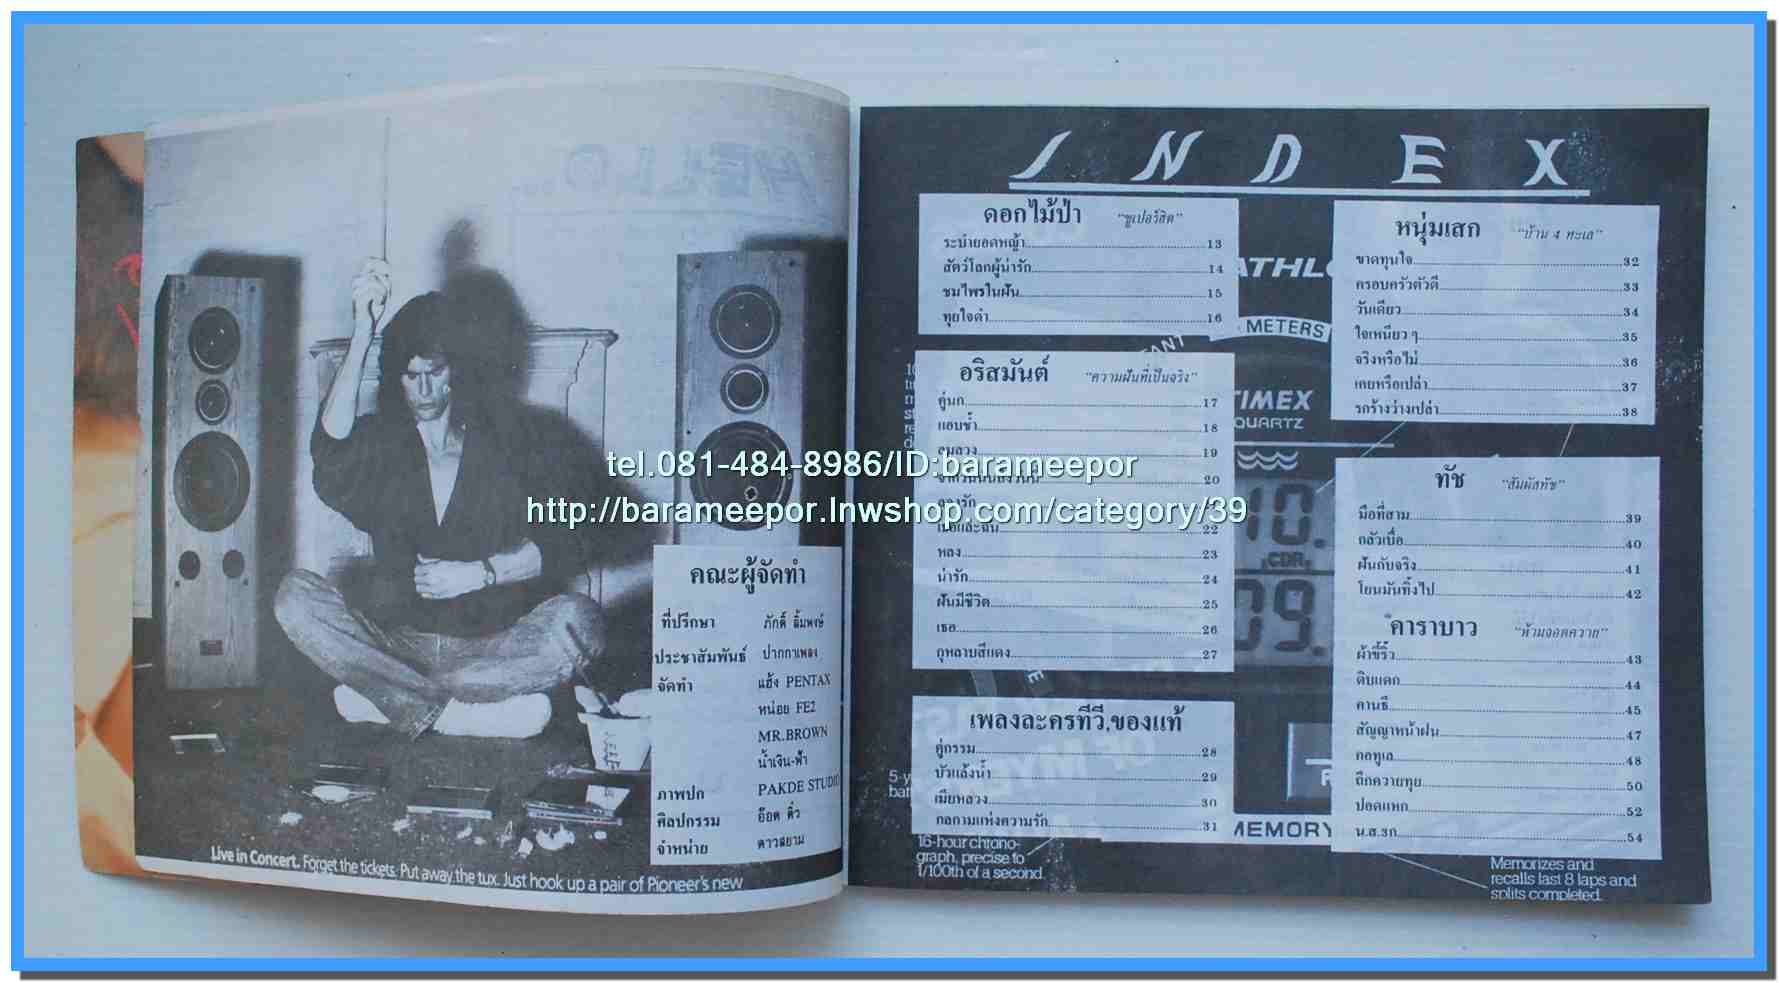 คณะผู้จัดทำ
ที่ปรึกษา ภักดิ์ ลิ้มพงษ์
ประชาสัมพันธ์ ปากกาเพลง
จัดทำ แฮ้ง PENTAX
หน่อย FE2
MR.BROWN
น้ำเงิน-ฟ้า
ภาพปก PAKDE STUDIO
ศิลปกรรม อ๊อด ติ๋ว
จำหน่าย ดาวสยาม
Live in Concert. Forget the tickets. Put away the tux. Just hook up a pair of Pioneer's new
tel.081-484-8986/ID:barameepor
http://barameepor.lnwshop.com/category/39
INDEX
ดอกไม้ป่า "ซูเปอร์ฮิต"
ระบำยอดหญ้า 13
สัตว์โลกผู้น่ารัก 14
ชมไพรในฝัน 15
ทุยใจดำ 16
อริสมันต์ "ความฝันที่เป็นจริง"
คู่นก 17
แอบช้ำ 18
19
20
22
หลง 23
น่ารัก 24
ฝันมีชีวิต 25
เธอ 26
กุหลาบสีแดง 27
เพลงละครทีวี,ของแท้
คู่กรรม 28
บัวแล้งน้ำ 29
เมียหลวง 30
กลกามแห่งความรัก 31
หนุ่มเสก "บ้าน 4 ทะเล"
ขาดทุนใจ 32
ครอบครัวตัวดี 33
วันเดียว 34
ใจเหนียว ๆ 35
จริงหรือไม่ 36
เคยหรือเปล่า 37
รกร้างว่างเปล่า 38
ทัช "สัมผัสทัช"
มือที่สาม 39
กลัวเบื่อ 40
ฝันกับจริง 41
โยนมันทิ้งไป 42
คาราบาว "ห้ามจอดควาย"
ผ้าขี้ริ้ว 43
ดิบแดก 44
คานธี 45
สัญญาหน้าฝน 47
กอทูเล 48
ถึกควายทุย 50
ปอดแหก 52
น.ส.3ก 54
METERS
TIMEX
QUARTZ
10.
CDR
09.
MEMORY
16-hour chrono-
graph, precise to
1/100th of a second.
Memorizes and
recalls last 8 laps and
splits completed.